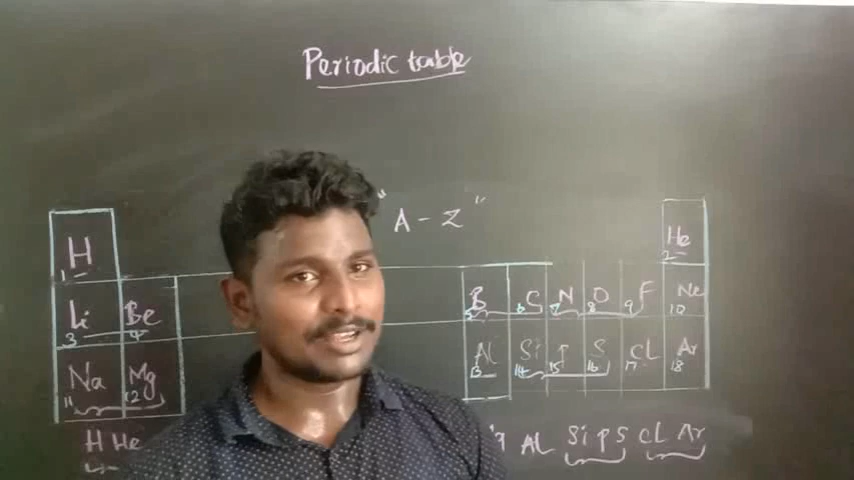 Periodic table
"A - Z"
H He
1 2
Li Be B C N O F Ne
3 4 5 6 7 8 9 10
Na Mg Al Si P S CL Ar
11 12 13 14 15 16 17 18
H He AL Si P S CL Ar